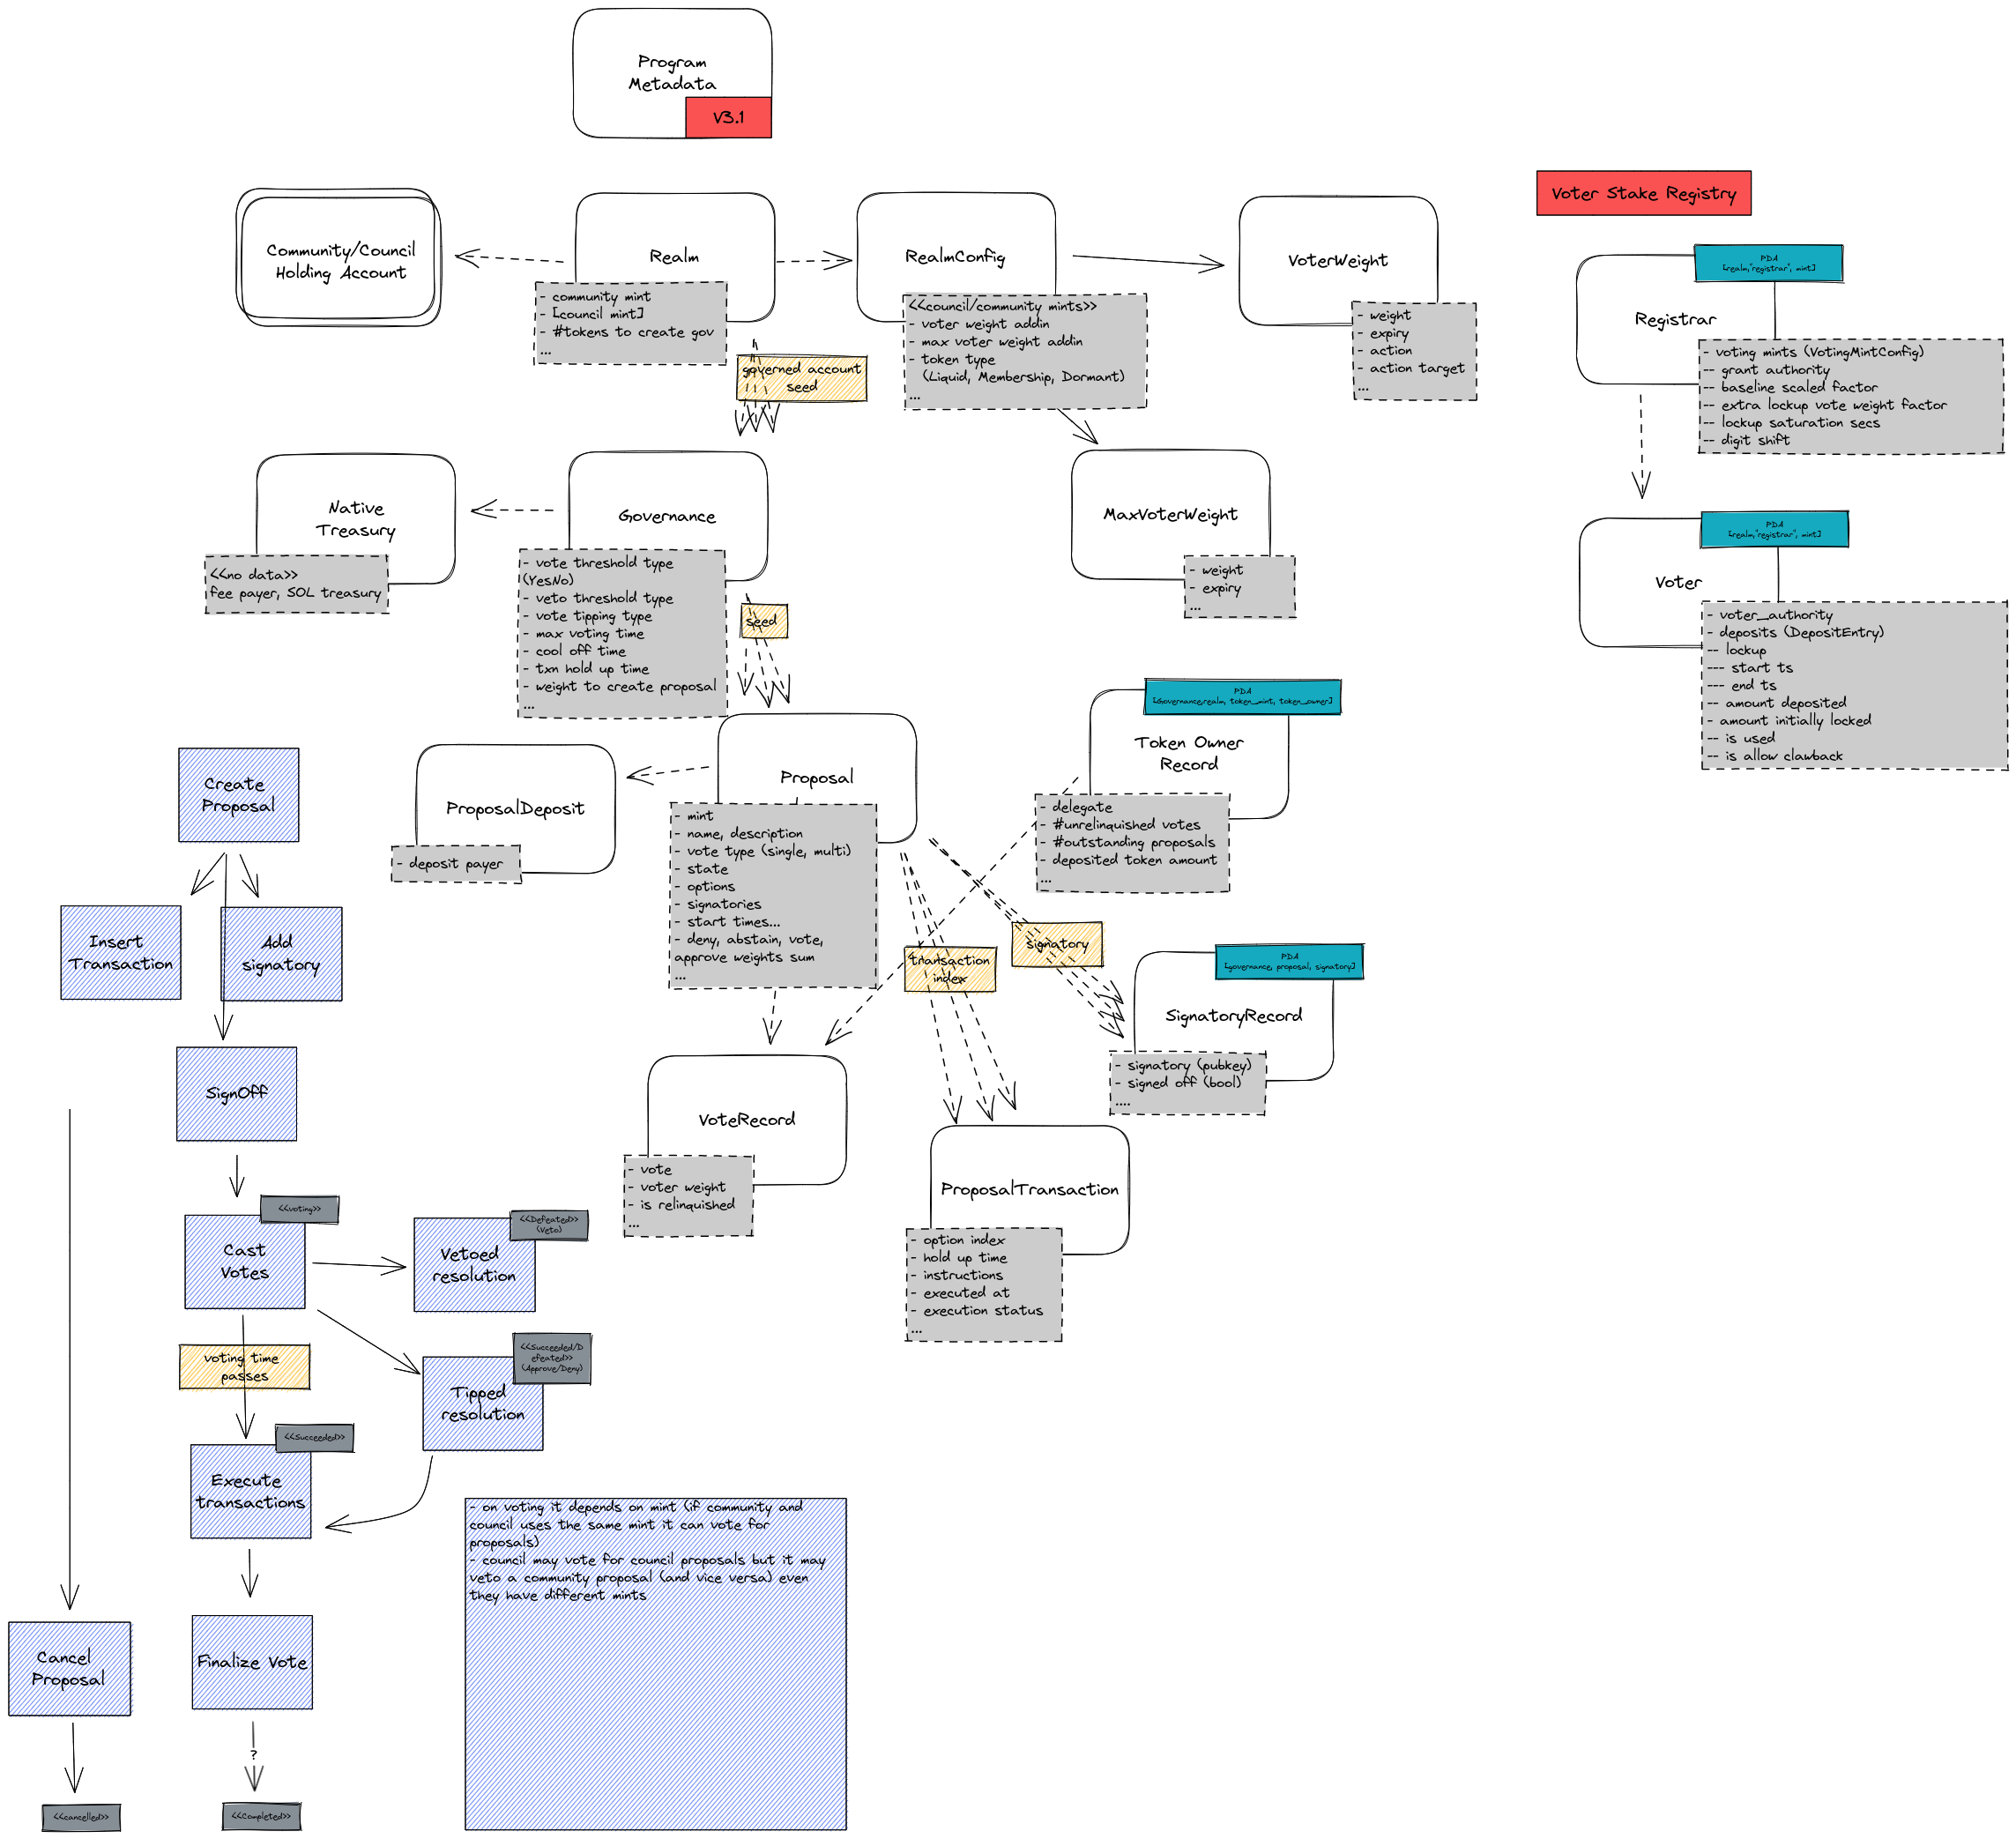 Program
Metadata
V3.1
Voter Stake Registry
Community/Council
Holding Account
Realm
- community mint
- [council mint]
- #tokens to create gov
...
RealmConfig
<<council/community mints>>
- voter weight addin
- max voter weight addin
- token type
(Liquid, Membership, Dormant)
...
VoterWeight
- weight
- expiry
- action
- action target
...
PDA
[realm,"registrar", mint]
Registrar
- voting mints (VotingMintConfig)
-- grant authority
-- baseline scaled factor
-- extra lockup vote weight factor
-- lockup saturation secs
-- digit shift
governed account
seed
Native
Treasury
<<no data>>
fee payer, SOL treasury
Governance
- vote threshold type
(YesNo)
- veto threshold type
- vote tipping type
- max voting time
- cool off time
- txn hold up time
- weight to create proposal
...
seed
MaxVoterWeight
- weight
- expiry
...
PDA
[realm,"registrar", mint]
Voter
- voter_authority
- deposits (DepositEntry)
-- lockup
--- start ts
--- end ts
-- amount deposited
- amount initially locked
-- is used
-- is allow clawback
PDA
[Governance,realm, token_mint, token_owner]
Token Owner
Record
- delegate
- #unrelinquished votes
- #outstanding proposals
- deposited token amount
...
ProposalDeposit
- deposit payer
Proposal
- mint
- name, description
- vote type (single, multi)
- state
- options
- signatories
- start times...
- deny, abstain, vote,
approve weights sum
...
transaction
index
signatory
PDA
[governance, proposal, signatory]
SignatoryRecord
- signatory (pubkey)
- signed off (bool)
....
VoteRecord
- vote
- voter weight
- is relinquished
...
ProposalTransaction
- option index
- hold up time
- instructions
- executed at
- execution status
...
Create
Proposal
Insert
Transaction
Add
signatory
SignOff
<<voting>>
Cast
Votes
<<Defeated>>
(Veto)
Vetoed
resolution
voting time
passes
<<Succeeded/D
efeated>>
(Approve/Deny)
Tipped
resolution
<<Succeeded>>
Execute
transactions
- on voting it depends on mint (if community and
council uses the same mint it can vote for
proposals)
- council may vote for council proposals but it may
veto a community proposal (and vice versa) even
they have different mints
Cancel
Proposal
Finalize Vote
?
<<cancelled>>
<<Completed>>